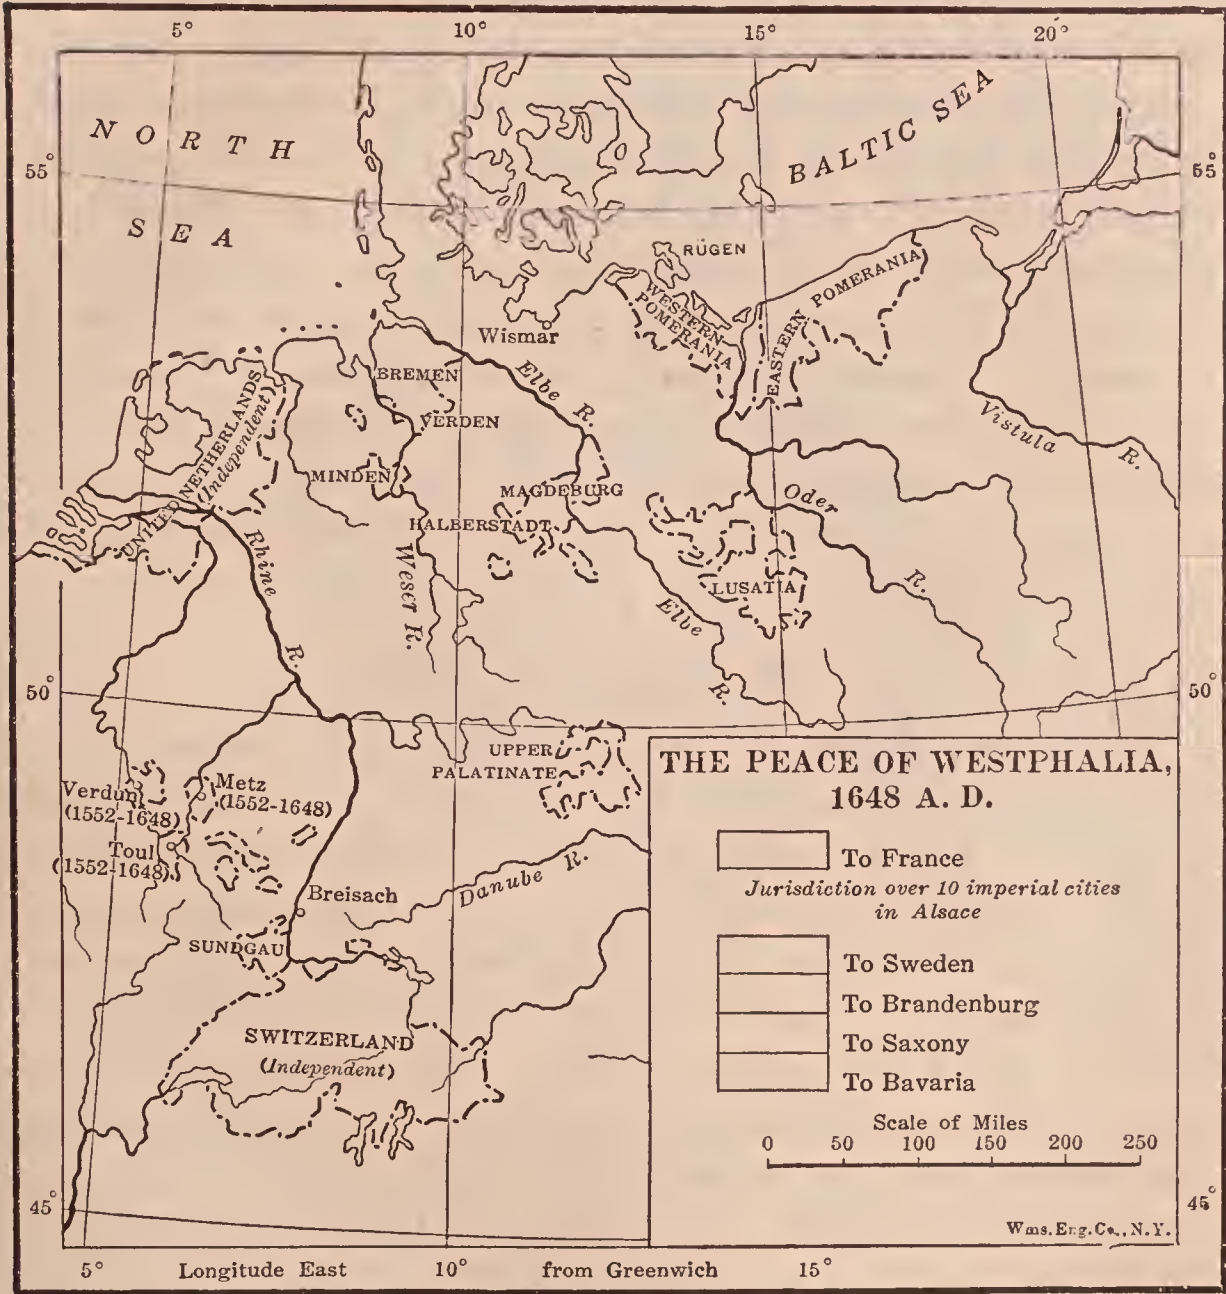 5° 10° 15° 20°
NORTH
SEA
BALTIC SEA
55° 55°
RÜGEN
WESTERN
POMERANIA
EASTERN POMERANIA
Wismar
Elbe R.
BREMEN
VERDEN
UNITED NETHERLANDS
(Independent)
MINDEN
MAGDEBURG
HALBERSTADT
Vistula R.
Oder R.
Rhine R.
Weser R.
LUSATIA
Elbe R.
50° 50°
UPPER
PALATINATE
Verdun
(1552-1648)
Metz
(1552-1648)
Toul
(1552-1648)
Breisach
Danube R.
SUNDGAU
SWITZERLAND
(Independent)
THE PEACE OF WESTPHALIA,
1648 A. D.
To France
Jurisdiction over 10 imperial cities
in Alsace
To Sweden
To Brandenburg
To Saxony
To Bavaria
Scale of Miles
0 50 100 150 200 250
45° 45°
Wms. Eng. Co., N.Y.
5° Longitude East 10° from Greenwich 15°